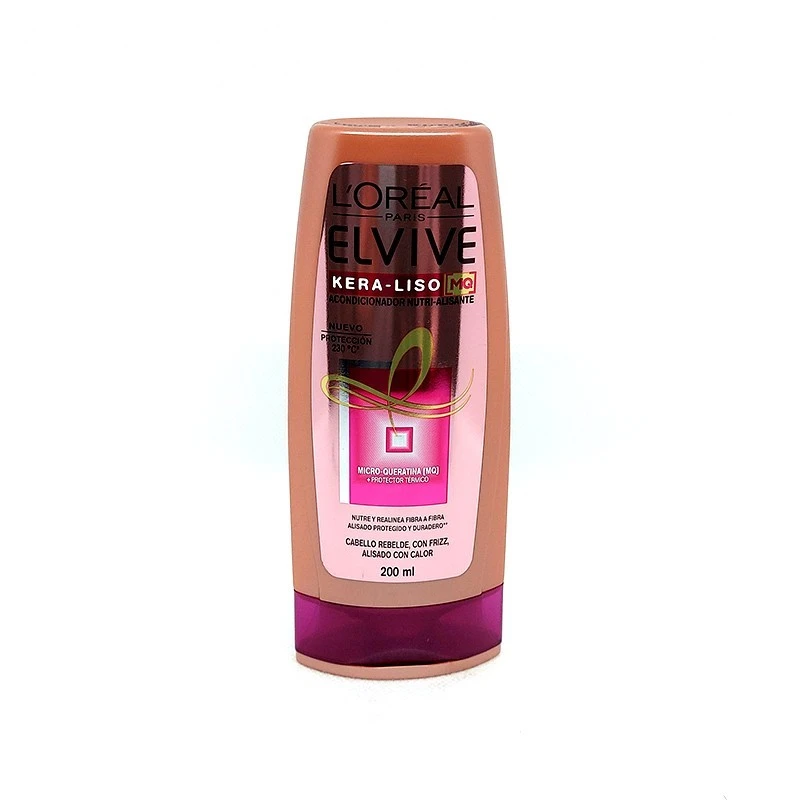 L'ORÉAL
PARIS
ELVIVE
KERA-LISO MQ
ACONDICIONADOR NUTRI-ALISANTE
NUEVO
PROTECCIÓN
230 °C*
MICRO-QUERATINA (MQ)
+ PROTECTOR TÉRMICO
NUTRE Y REALINEA FIBRA A FIBRA
ALISADO PROTEGIDO Y DURADERO**
CABELLO REBELDE, CON FRIZZ,
ALISADO CON CALOR
200 ml